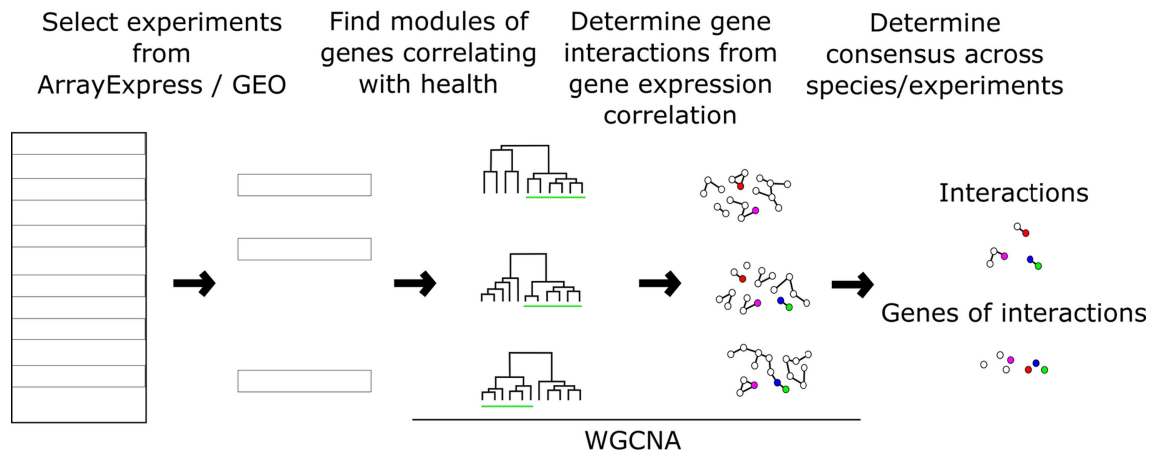 Select experiments
from
ArrayExpress / GEO
Find modules of
genes correlating
with health
Determine gene
interactions from
gene expression
correlation
Determine
consensus across
species/experiments
Interactions
Genes of interactions
WGCNA